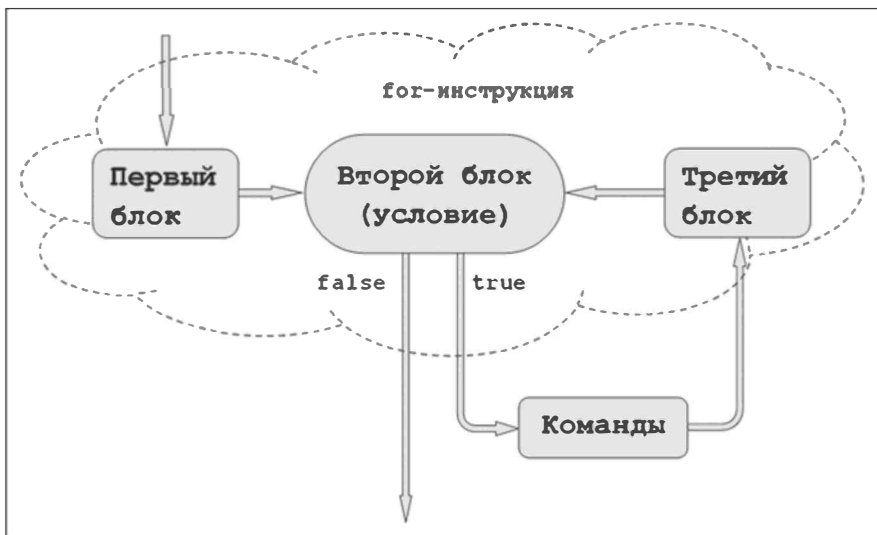 for-инструкция
Первый
блок
Второй блок
(условие)
Третий
блок
false
true
Команды